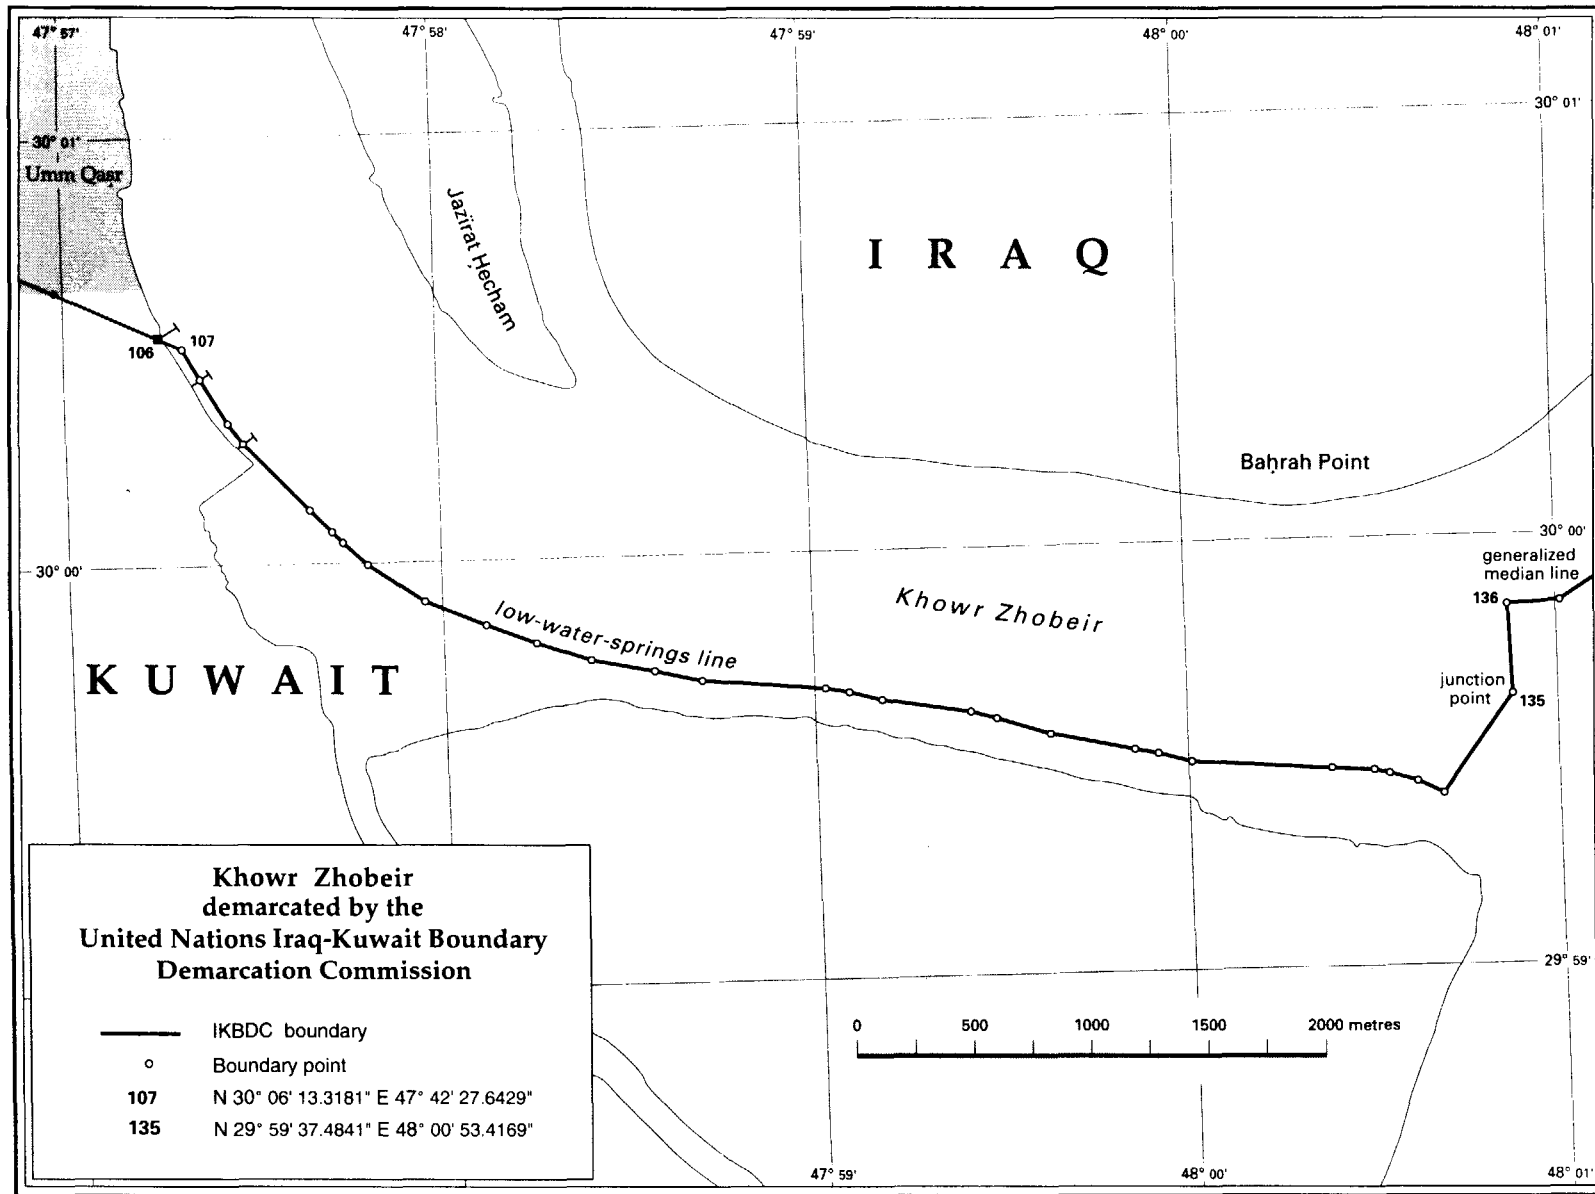 47° 57'
47° 58'
47° 59'
48° 00'
48° 01'
30° 01'
30° 01'
Umm Qaṣr
Jazīrat Ḥecham
I R A Q
106
107
Baḥrah Point
30° 00'
30° 00'
generalized
median line
136
Khowr Zhobeir
low-water-springs line
K U W A I T
junction
point
135
Khowr Zhobeir
demarcated by the
United Nations Iraq-Kuwait Boundary
Demarcation Commission
IKBDC boundary
Boundary point
107 N 30° 06' 13.3181" E 47° 42' 27.6429"
135 N 29° 59' 37.4841" E 48° 00' 53.4169"
29° 59'
0 500 1000 1500 2000 metres
47° 59'
48° 00'
48° 01'